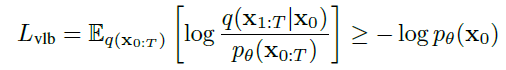 L_vlb = 𝔼_{q(x_{0:T})} [ log q(x_{1:T}|x_0) / p_θ(x_{0:T}) ] ≥ − log p_θ(x_0)